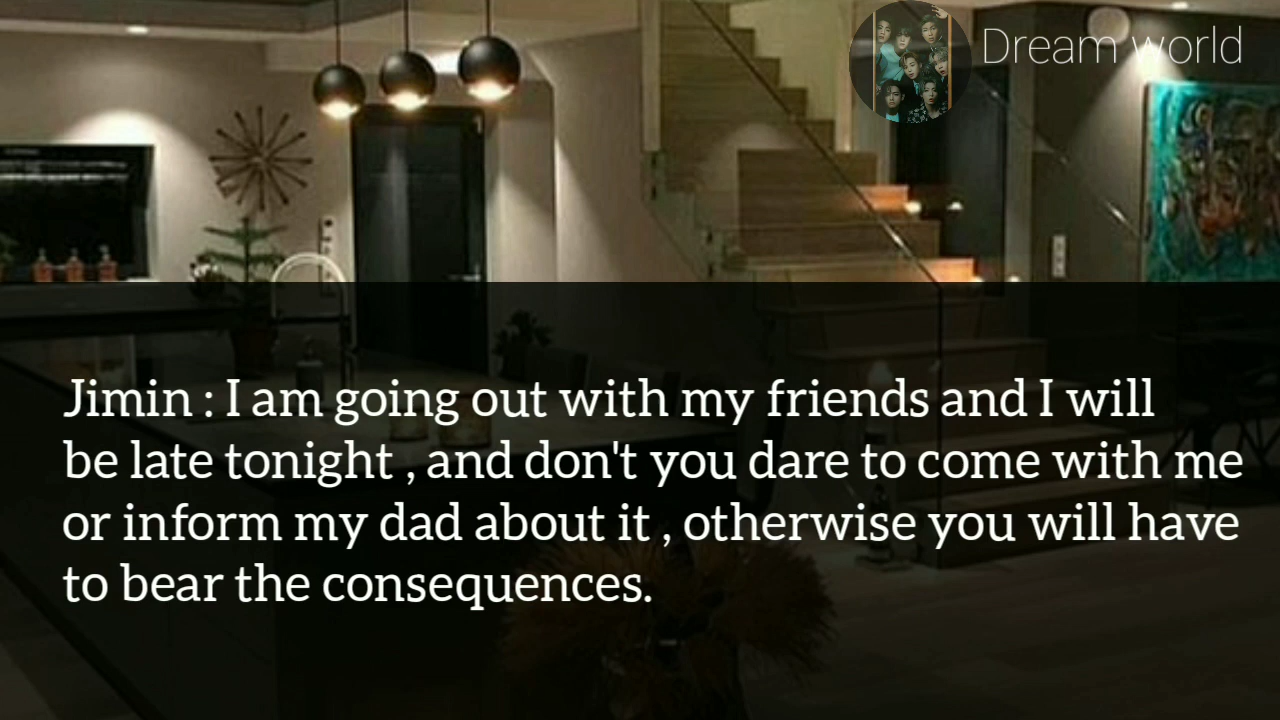 Dream world
Jimin : I am going out with my friends and I will
be late tonight , and don't you dare to come with me
or inform my dad about it , otherwise you will have
to bear the consequences.